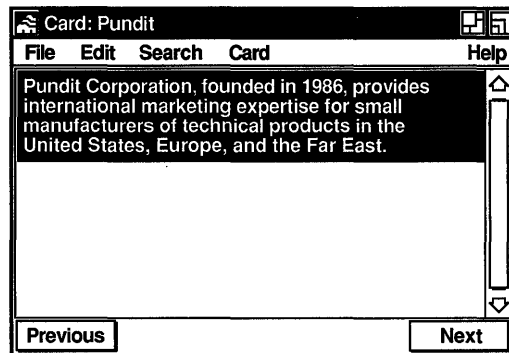 Card: Pundit
File Edit Search Card Help
Pundit Corporation, founded in 1986, provides
international marketing expertise for small
manufacturers of technical products in the
United States, Europe, and the Far East.
Previous Next